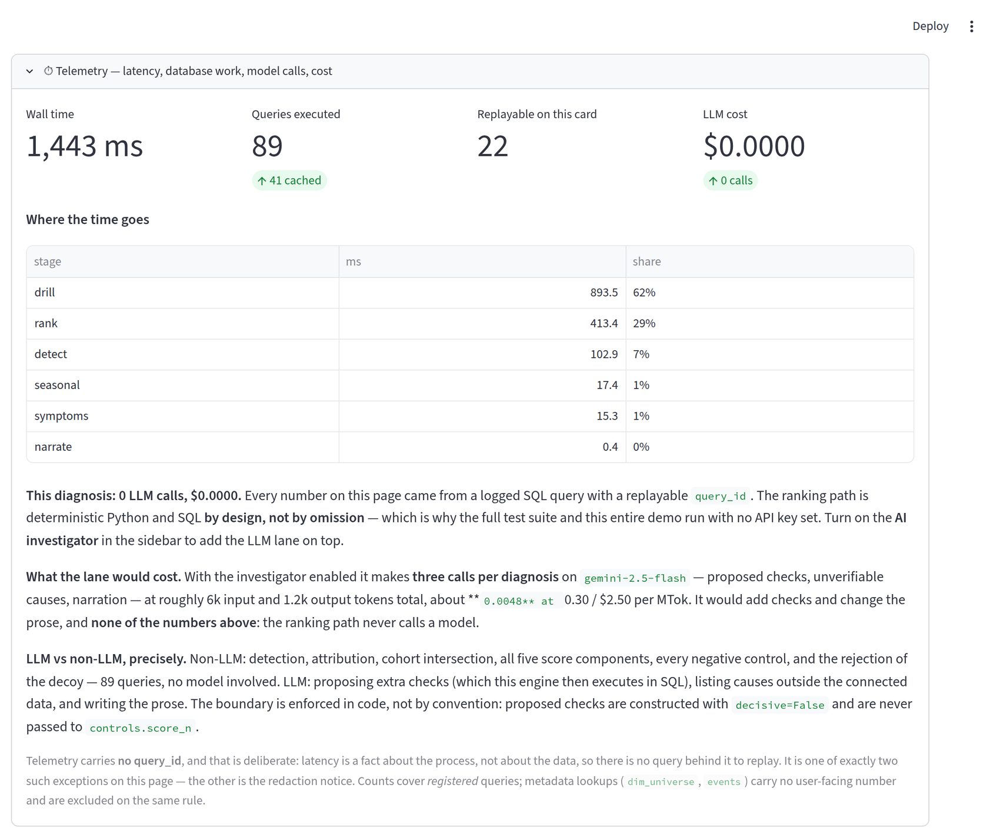 Deploy
⏱ Telemetry — latency, database work, model calls, cost
Wall time
Queries executed
Replayable on this card
LLM cost
1,443 ms
89
22
$0.0000
↑ 41 cached
↑ 0 calls
Where the time goes
stage ms share
drill 893.5 62%
rank 413.4 29%
detect 102.9 7%
seasonal 17.4 1%
symptoms 15.3 1%
narrate 0.4 0%
This diagnosis: 0 LLM calls, $0.0000. Every number on this page came from a logged SQL query with a replayable query_id . The ranking path is
deterministic Python and SQL by design, not by omission — which is why the full test suite and this entire demo run with no API key set. Turn on the AI
investigator in the sidebar to add the LLM lane on top.
What the lane would cost. With the investigator enabled it makes three calls per diagnosis on gemini-2.5-flash — proposed checks, unverifiable
causes, narration — at roughly 6k input and 1.2k output tokens total, about ** 0.0048** at 0.30 / $2.50 per MTok. It would add checks and change the
prose, and none of the numbers above: the ranking path never calls a model.
LLM vs non-LLM, precisely. Non-LLM: detection, attribution, cohort intersection, all five score components, every negative control, and the rejection of
the decoy — 89 queries, no model involved. LLM: proposing extra checks (which this engine then executes in SQL), listing causes outside the connected
data, and writing the prose. The boundary is enforced in code, not by convention: proposed checks are constructed with decisive=False and are never
passed to controls.score_n .
Telemetry carries no query_id, and that is deliberate: latency is a fact about the process, not about the data, so there is no query behind it to replay. It is one of exactly two
such exceptions on this page — the other is the redaction notice. Counts cover registered queries; metadata lookups ( dim_universe , events ) carry no user-facing number
and are excluded on the same rule.